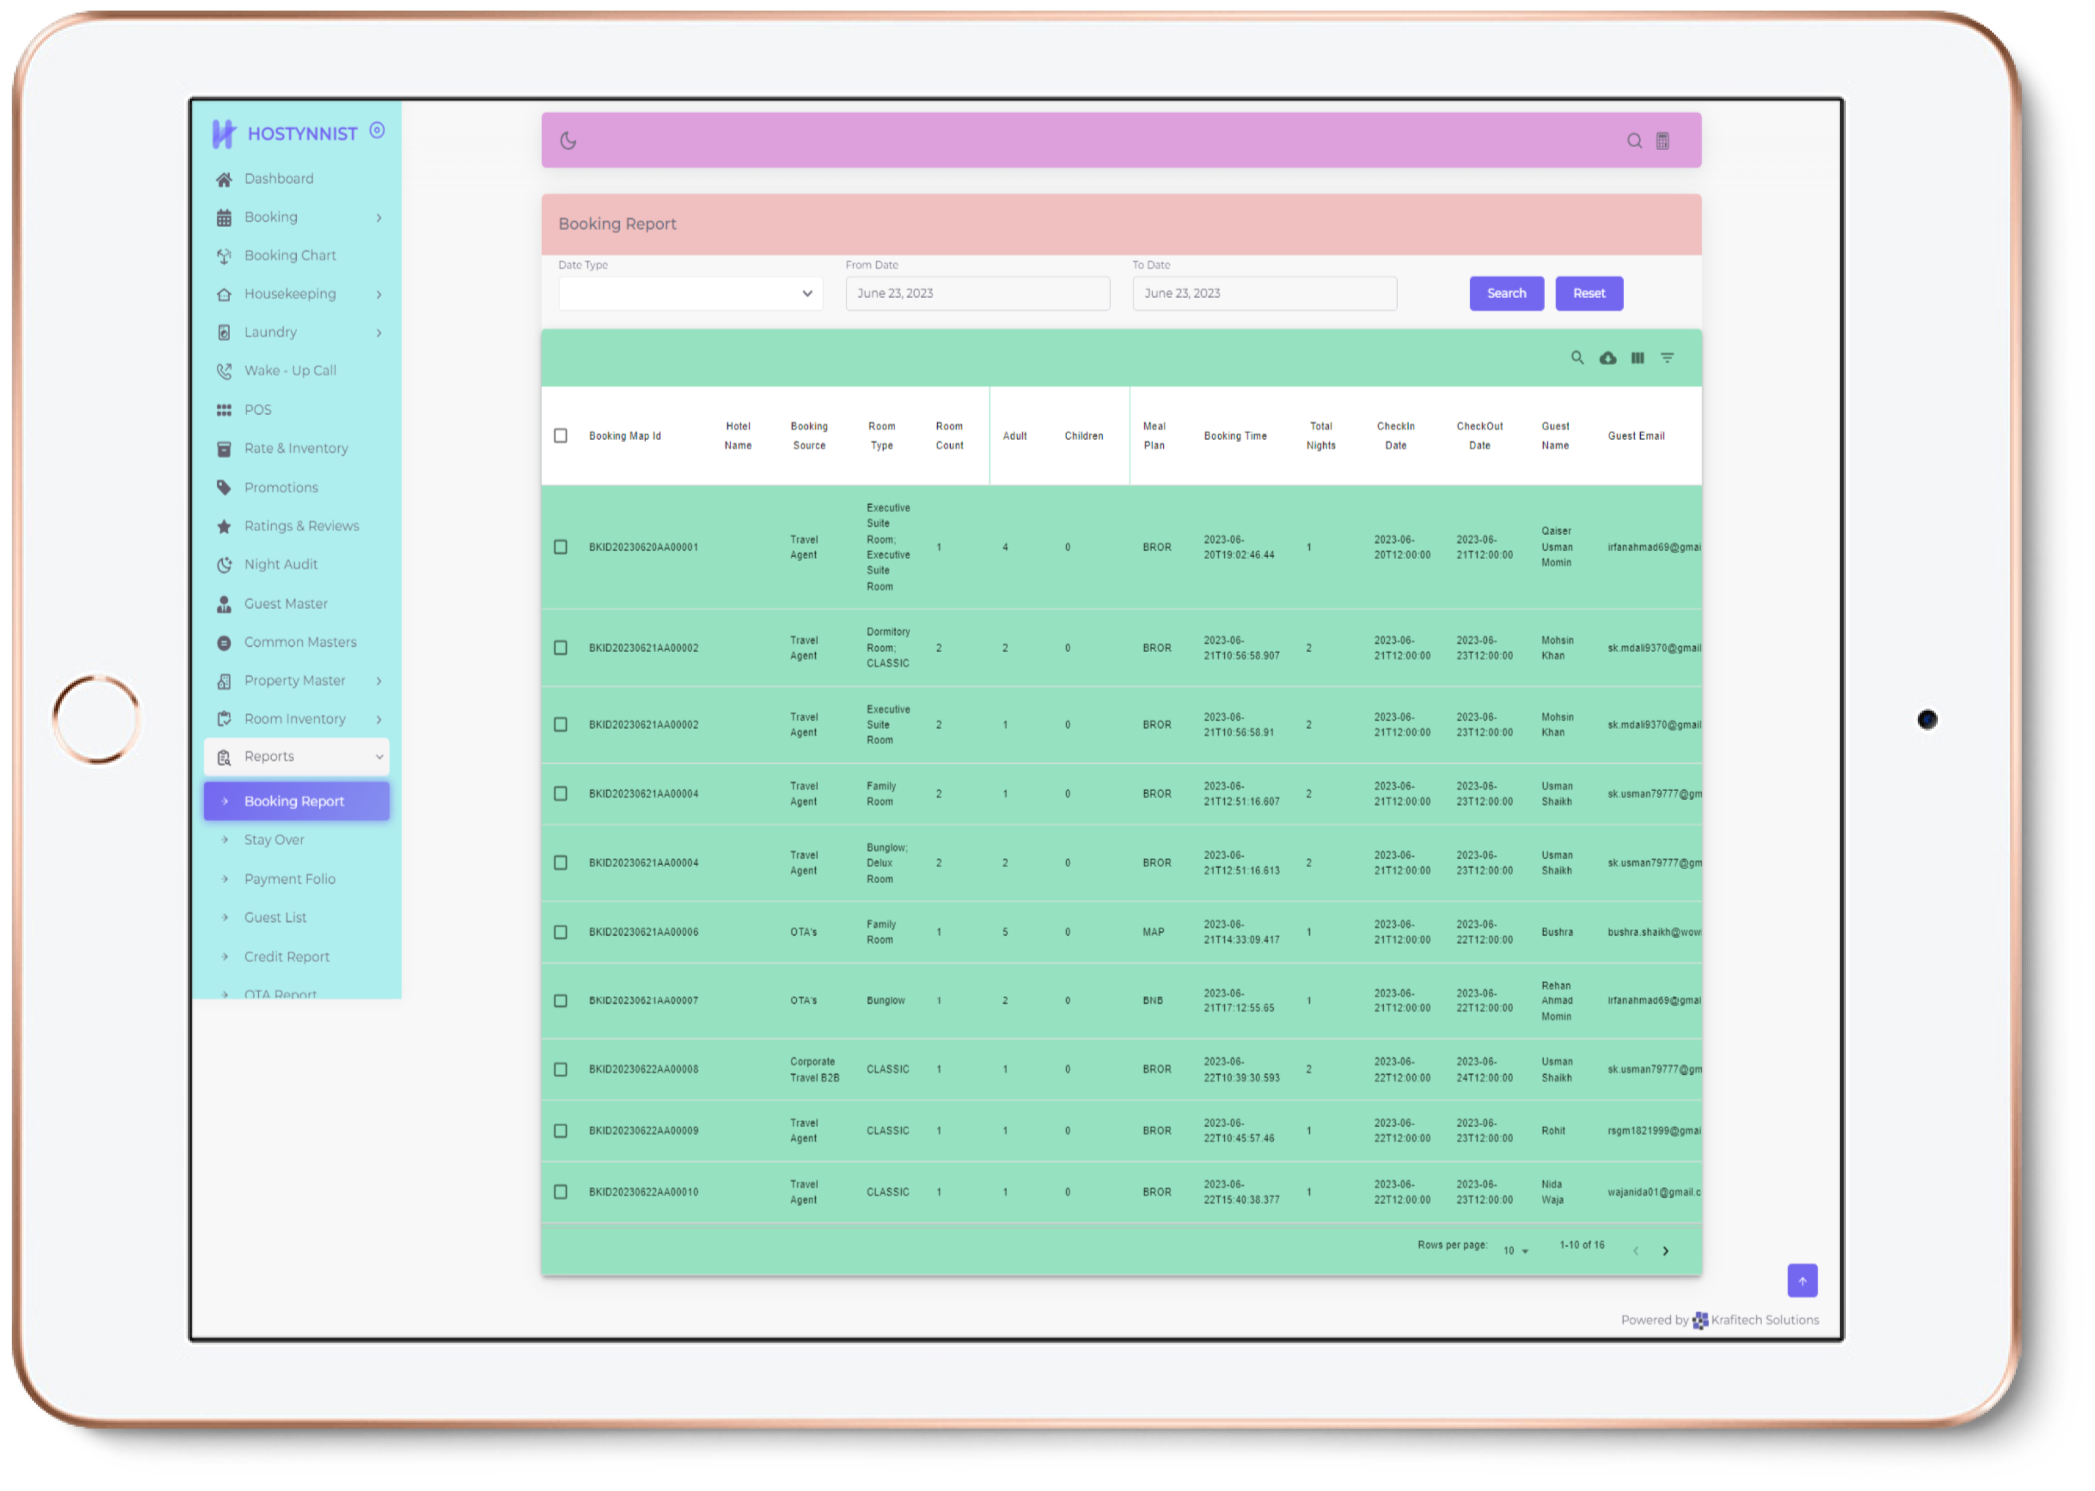 HOSTYNNIST
Dashboard
Booking
Booking Chart
Housekeeping
Laundry
Wake - Up Call
POS
Rate & Inventory
Promotions
Ratings & Reviews
Night Audit
Guest Master
Common Masters
Property Master
Room Inventory
Reports
Booking Report
Stay Over
Payment Folio
Guest List
Credit Report
OTA Report
Booking Report
Date Type From Date To Date
June 23, 2023 June 23, 2023 Search Reset
Booking Map Id Hotel Name Booking Source Room Type Room Count Adult Children Meal Plan Booking Time Total Nights CheckIn Date CheckOut Date Guest Name Guest Email
BKID20230620AA00001 Travel Agent Executive Suite Room; Executive Suite Room 1 4 0 BROR 2023-06-20T19:02:46.44 1 2023-06-20T12:00:00 2023-06-21T12:00:00 Qaiser Usman Momin irfanahmad69@gmai
BKID20230621AA00002 Travel Agent Dormitory Room; CLASSIC 2 2 0 BROR 2023-06-21T10:56:58.907 2 2023-06-21T12:00:00 2023-06-23T12:00:00 Mohsin Khan sk.mdali9370@gmail
BKID20230621AA00002 Travel Agent Executive Suite Room 2 1 0 BROR 2023-06-21T10:56:58.91 2 2023-06-21T12:00:00 2023-06-23T12:00:00 Mohsin Khan sk.mdali9370@gmail
BKID20230621AA00004 Travel Agent Family Room 2 1 0 BROR 2023-06-21T12:51:16.607 2 2023-06-21T12:00:00 2023-06-23T12:00:00 Usman Shaikh sk.usman79777@gm
BKID20230621AA00004 Travel Agent Bunglow; Delux Room 2 2 0 BROR 2023-06-21T12:51:16.613 2 2023-06-21T12:00:00 2023-06-23T12:00:00 Usman Shaikh sk.usman79777@gm
BKID20230621AA00006 OTA's Family Room 1 5 0 MAP 2023-06-21T14:33:09.417 1 2023-06-21T12:00:00 2023-06-22T12:00:00 Bushra bushra.shaikh@wow
BKID20230621AA00007 OTA's Bunglow 1 2 0 BNB 2023-06-21T17:12:55.65 1 2023-06-21T12:00:00 2023-06-22T12:00:00 Rehan Ahmad Momin irfanahmad69@gmai
BKID20230622AA00008 Corporate Travel B2B CLASSIC 1 1 0 BROR 2023-06-22T10:39:30.593 2 2023-06-22T12:00:00 2023-06-24T12:00:00 Usman Shaikh sk.usman79777@gm
BKID20230622AA00009 Travel Agent CLASSIC 1 1 0 BROR 2023-06-22T10:45:57.46 1 2023-06-22T12:00:00 2023-06-23T12:00:00 Rohit rsgm1821999@gmai
BKID20230622AA00010 Travel Agent CLASSIC 1 1 0 BROR 2023-06-22T15:40:38.377 1 2023-06-22T12:00:00 2023-06-23T12:00:00 Nida Waja wajanida01@gmail.c
Rows per page: 10 1-10 of 16
Powered by Krafitech Solutions